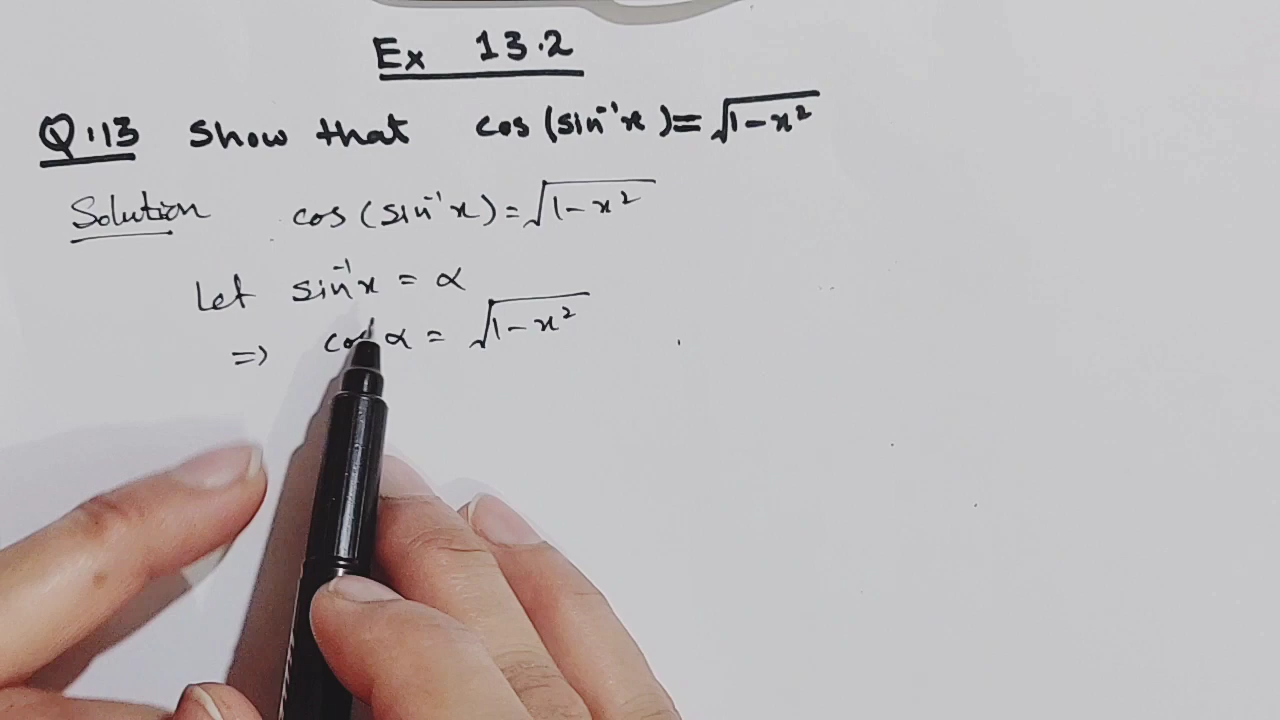 Ex 13.2
Q.13 Show that cos (sin⁻¹x) = √1-x²
Solution cos (sin⁻¹x) = √1-x²
Let sin⁻¹x = α
=> cos α = √1-x²